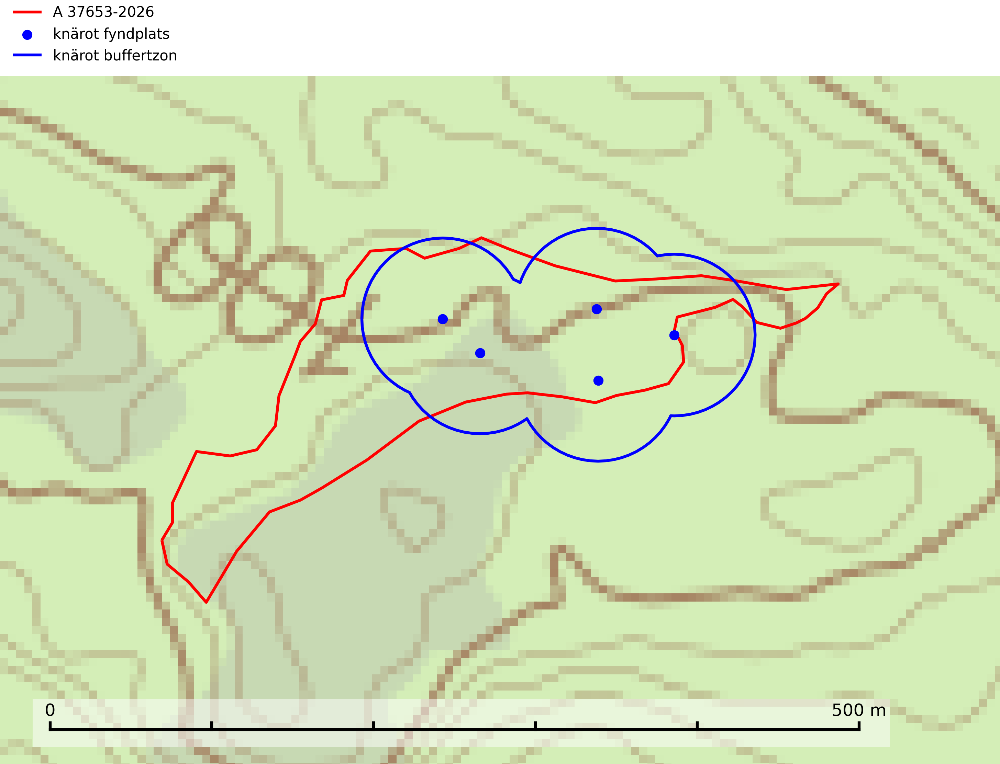 A 37653-2026
knärot fyndplats
knärot buffertzon
0
500 m